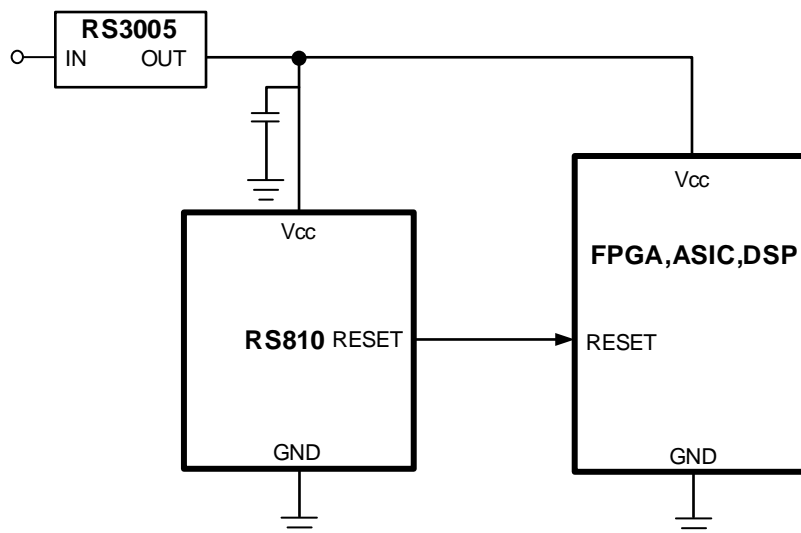 RS3005
IN OUT
Vcc
Vcc
FPGA,ASIC,DSP
RS810 RESET
RESET
GND
GND